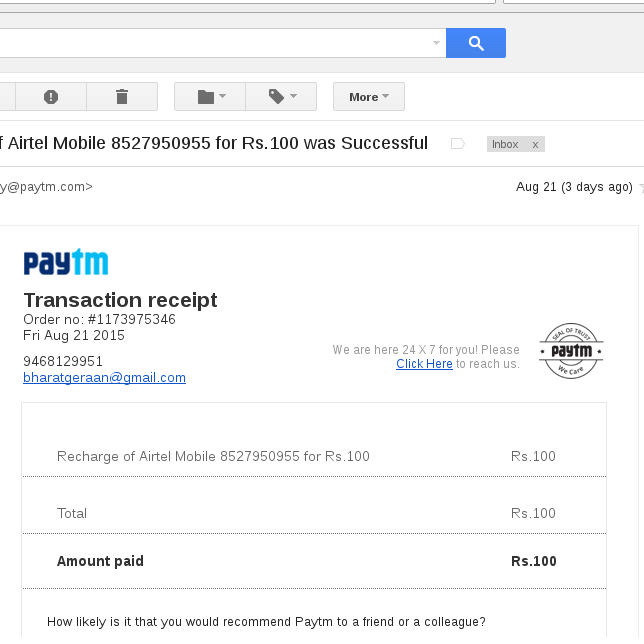 More
f Airtel Mobile 8527950955 for Rs.100 was Successful
Inbox x
y@paytm.com>
Aug 21 (3 days ago)
paytm
Transaction receipt
Order no: #1173975346
Fri Aug 21 2015
9468129951
bharatgeraan@gmail.com
We are here 24 X 7 for you! Please
Click Here to reach us.
SEAL OF TRUST
paytm
We Care
Recharge of Airtel Mobile 8527950955 for Rs.100 Rs.100
Total Rs.100
Amount paid Rs.100
How likely is it that you would recommend Paytm to a friend or a colleague?